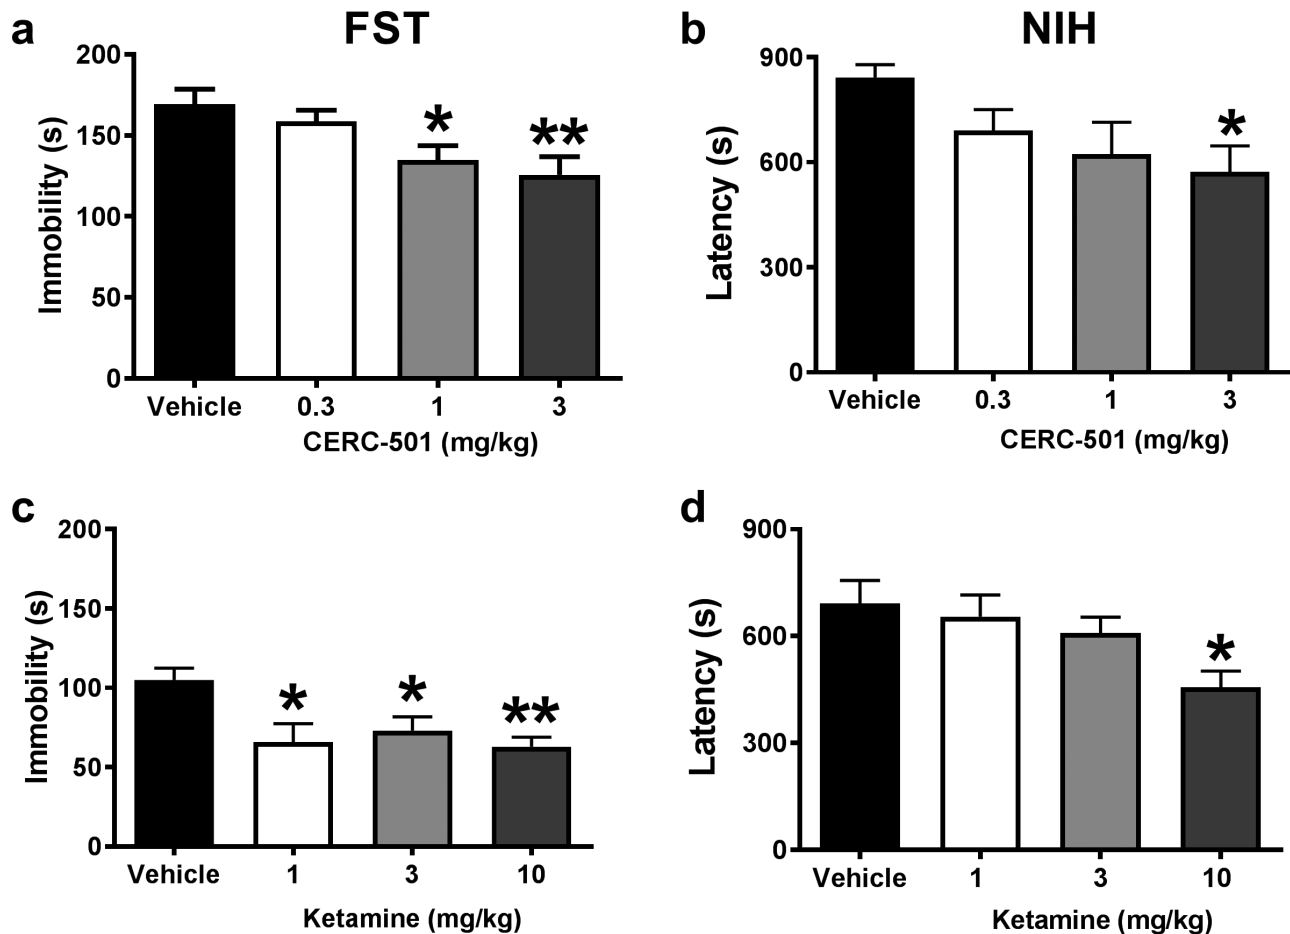 a
FST
Immobility (s)
200
150
100
50
0
*
**
Vehicle 0.3 1 3
CERC-501 (mg/kg)
b
NIH
Latency (s)
900
600
300
0
*
Vehicle 0.3 1 3
CERC-501 (mg/kg)
c
Immobility (s)
200
150
100
50
0
*
*
**
Vehicle 1 3 10
Ketamine (mg/kg)
d
Latency (s)
900
600
300
0
*
Vehicle 1 3 10
Ketamine (mg/kg)